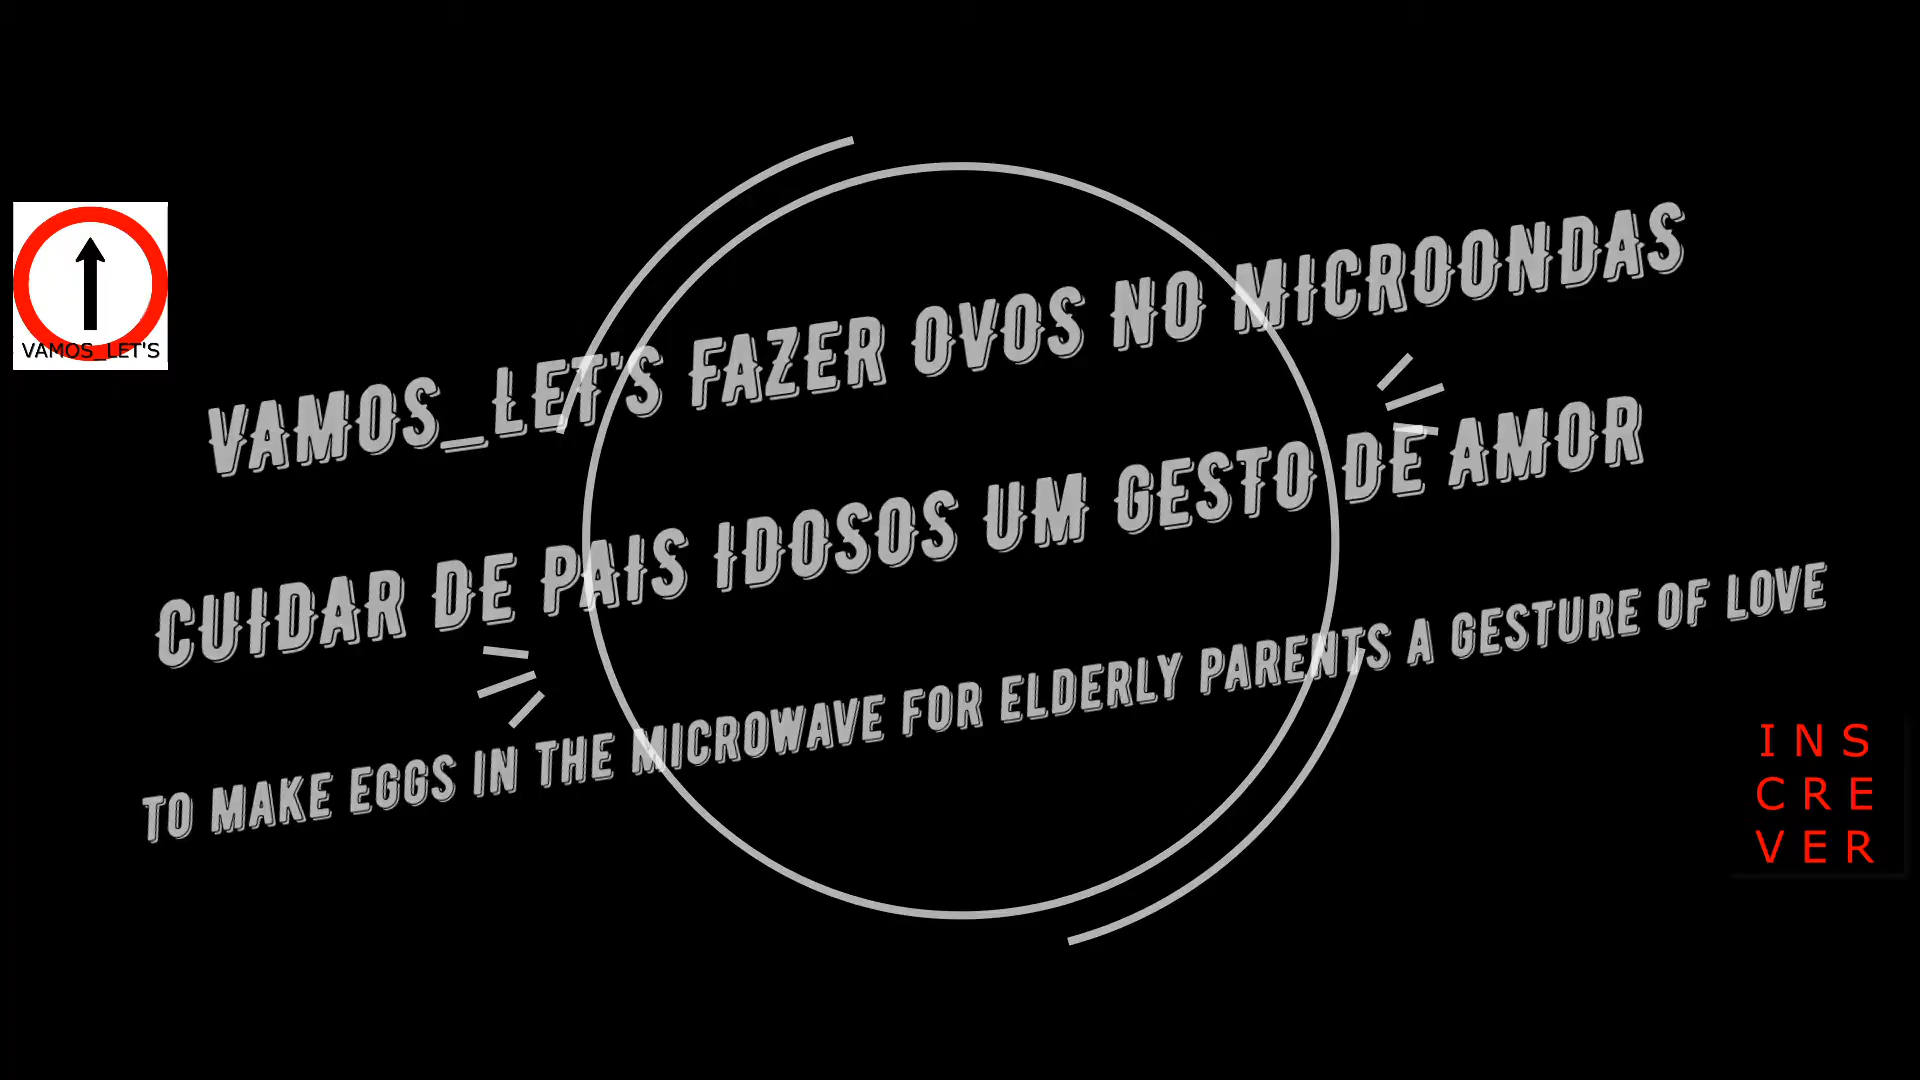 VAMOS_LET'S
VAMOS_LET'S FAZER OVOS NO MICROONDAS
CUIDAR DE PAIS IDOSOS UM GESTO DE AMOR
TO MAKE EGGS IN THE MICROWAVE FOR ELDERLY PARENTS A GESTURE OF LOVE
INS
CRE
VER